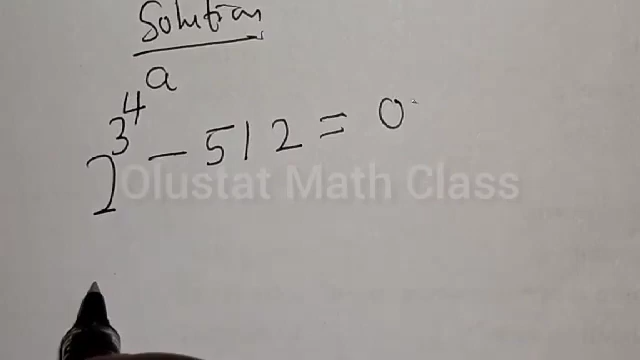 Solution
2^3^4^a - 512 = 0
Olustat Math Class